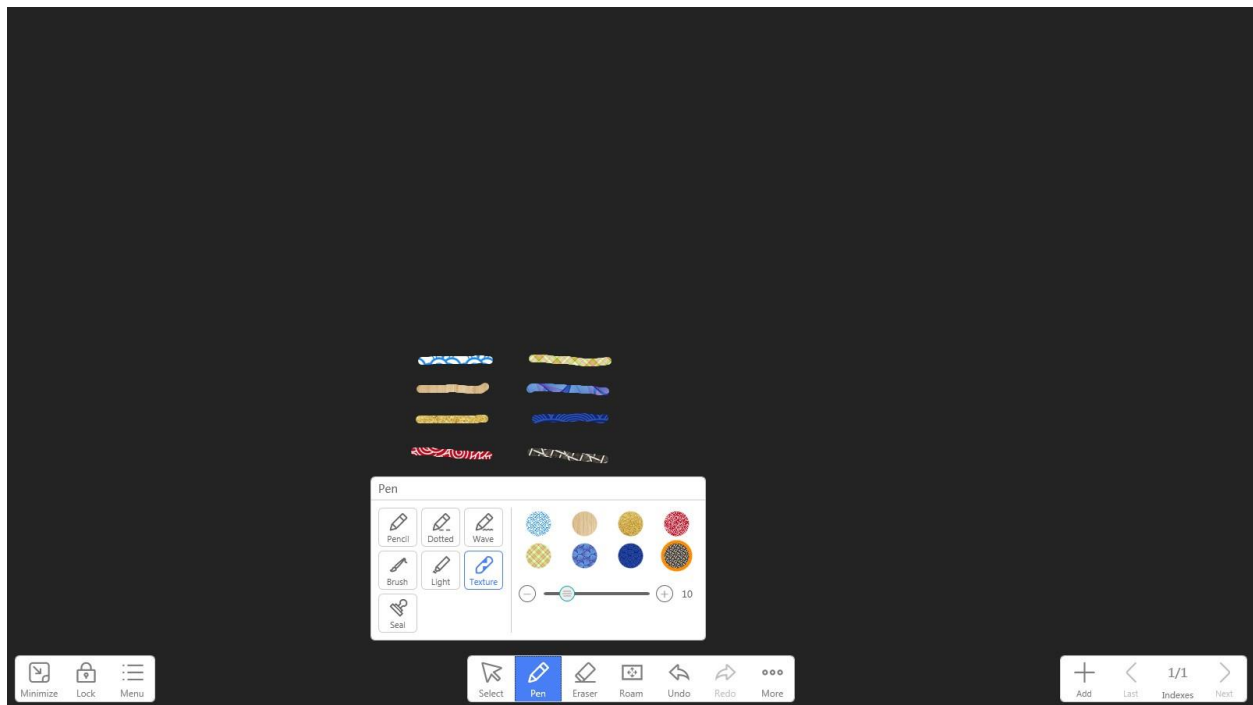 Pen
Pencil Dotted Wave
Brush Light Texture
10
Seal
Minimize Lock Menu
Select Pen Eraser Roam Undo Redo More
Add Last 1/1 Indexes Next